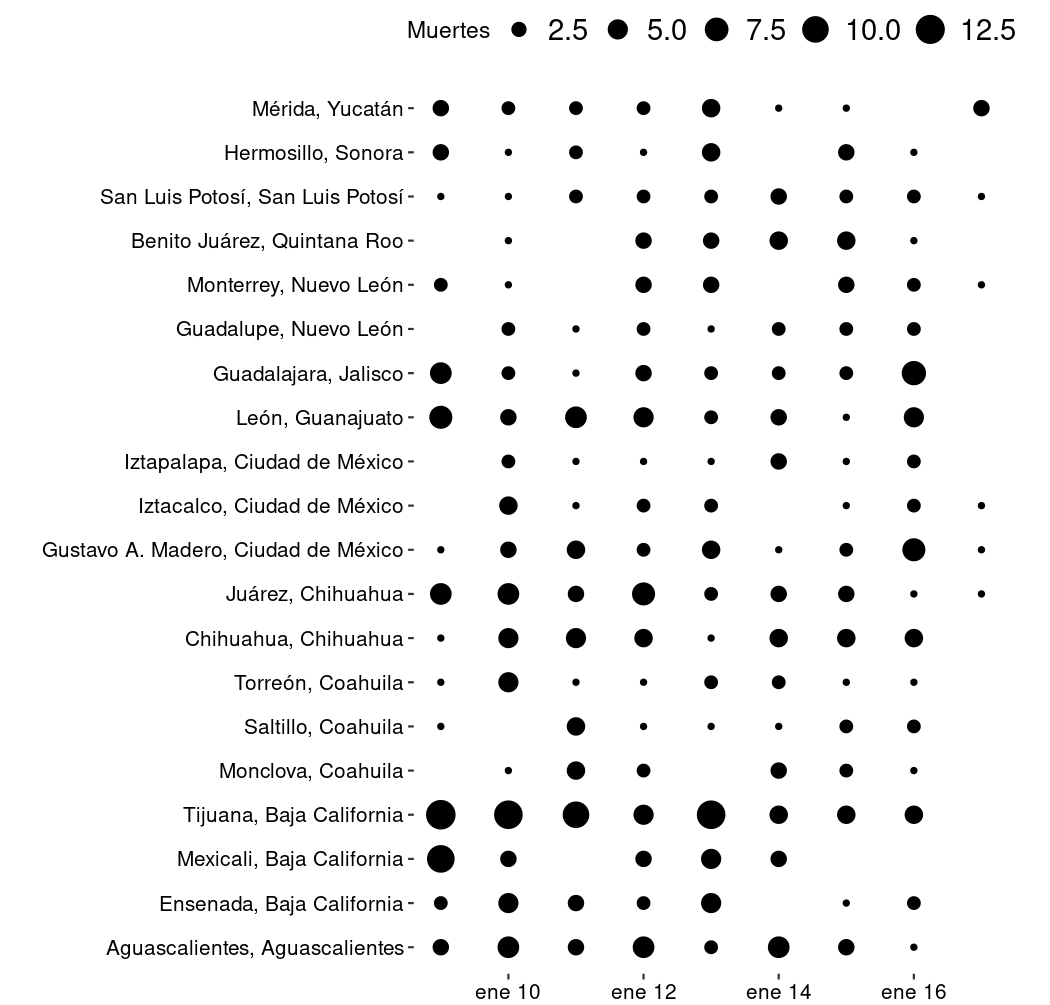 Muertes 2.5 5.0 7.5 10.0 12.5
Mérida, Yucatán
Hermosillo, Sonora
San Luis Potosí, San Luis Potosí
Benito Juárez, Quintana Roo
Monterrey, Nuevo León
Guadalupe, Nuevo León
Guadalajara, Jalisco
León, Guanajuato
Iztapalapa, Ciudad de México
Iztacalco, Ciudad de México
Gustavo A. Madero, Ciudad de México
Juárez, Chihuahua
Chihuahua, Chihuahua
Torreón, Coahuila
Saltillo, Coahuila
Monclova, Coahuila
Tijuana, Baja California
Mexicali, Baja California
Ensenada, Baja California
Aguascalientes, Aguascalientes
ene 10 ene 12 ene 14 ene 16